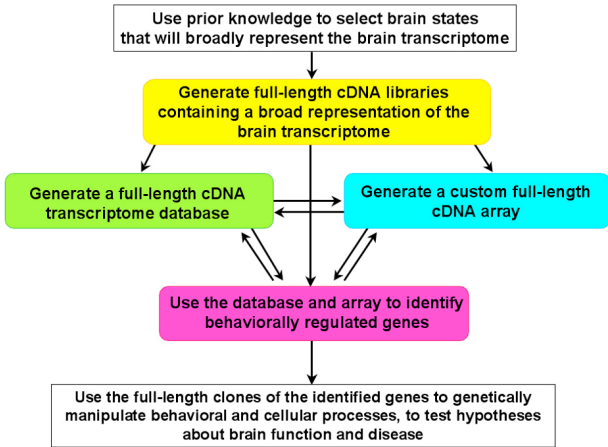 Use prior knowledge to select brain states
that will broadly represent the brain transcriptome
Generate full-length cDNA libraries
containing a broad representation of the
brain transcriptome
Generate a full-length cDNA
transcriptome database
Generate a custom full-length
cDNA array
Use the database and array to identify
behaviorally regulated genes
Use the full-length clones of the identified genes to genetically
manipulate behavioral and cellular processes, to test hypotheses
about brain function and disease